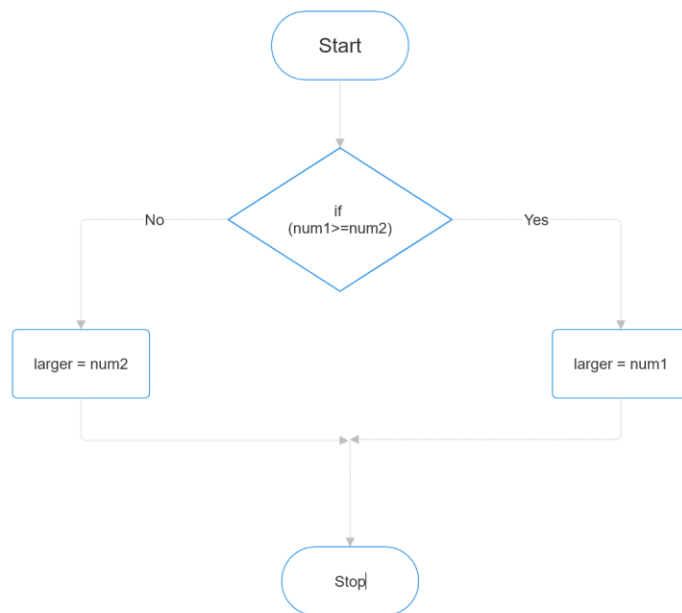 Start
if
(num1>=num2)
No
Yes
larger = num2
larger = num1
Stop